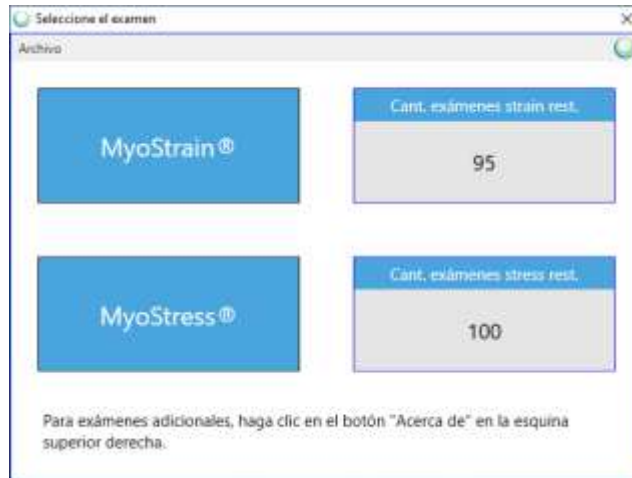 Seleccione el examen
Archivo
MyoStrain®
Cant. exámenes strain rest.
95
MyoStress®
Cant. exámenes stress rest.
100
Para exámenes adicionales, haga clic en el botón "Acerca de" en la esquina
superior derecha.